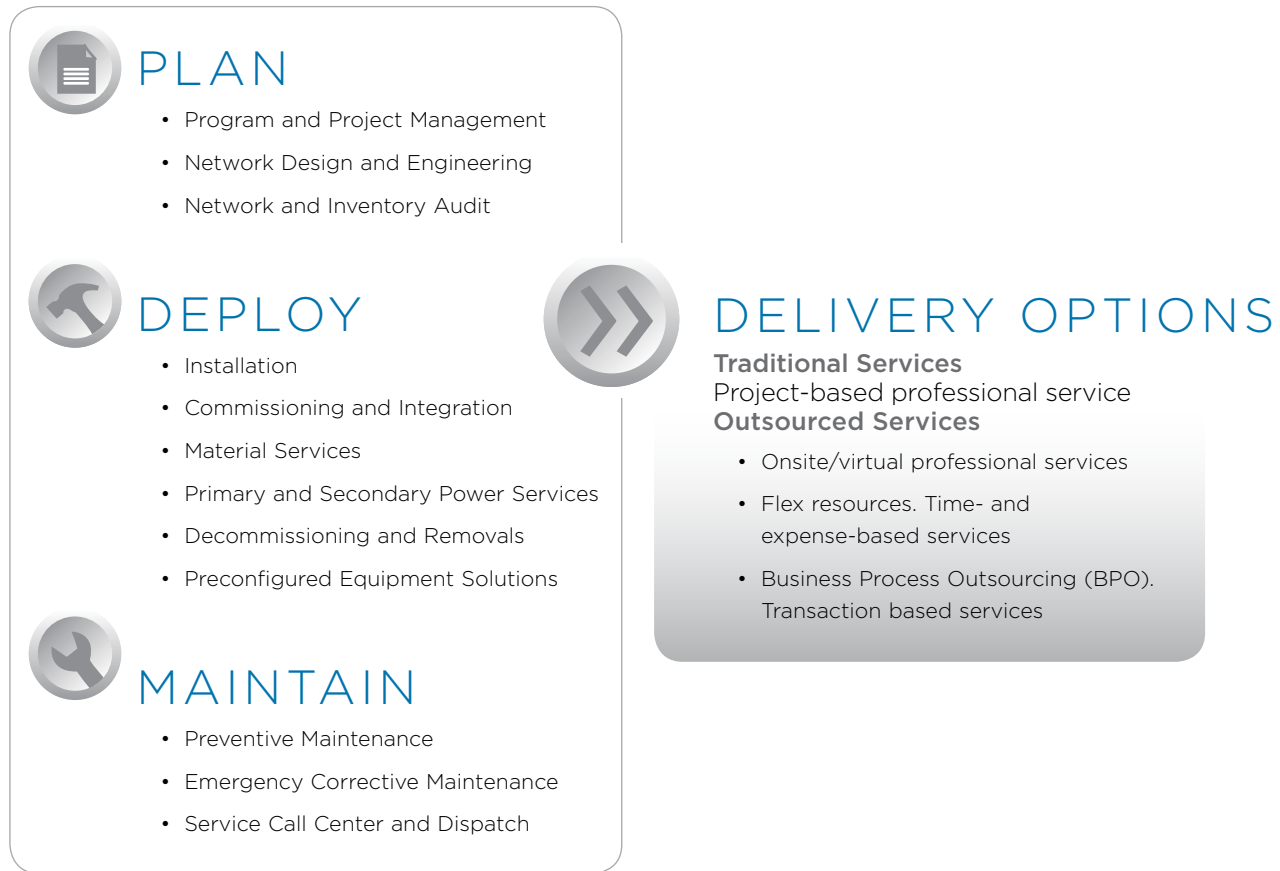 PLAN
• Program and Project Management
• Network Design and Engineering
• Network and Inventory Audit
DEPLOY
• Installation
• Commissioning and Integration
• Material Services
• Primary and Secondary Power Services
• Decommissioning and Removals
• Preconfigured Equipment Solutions
MAINTAIN
• Preventive Maintenance
• Emergency Corrective Maintenance
• Service Call Center and Dispatch
DELIVERY OPTIONS
Traditional Services
Project-based professional service
Outsourced Services
• Onsite/virtual professional services
• Flex resources. Time- and
expense-based services
• Business Process Outsourcing (BPO).
Transaction based services